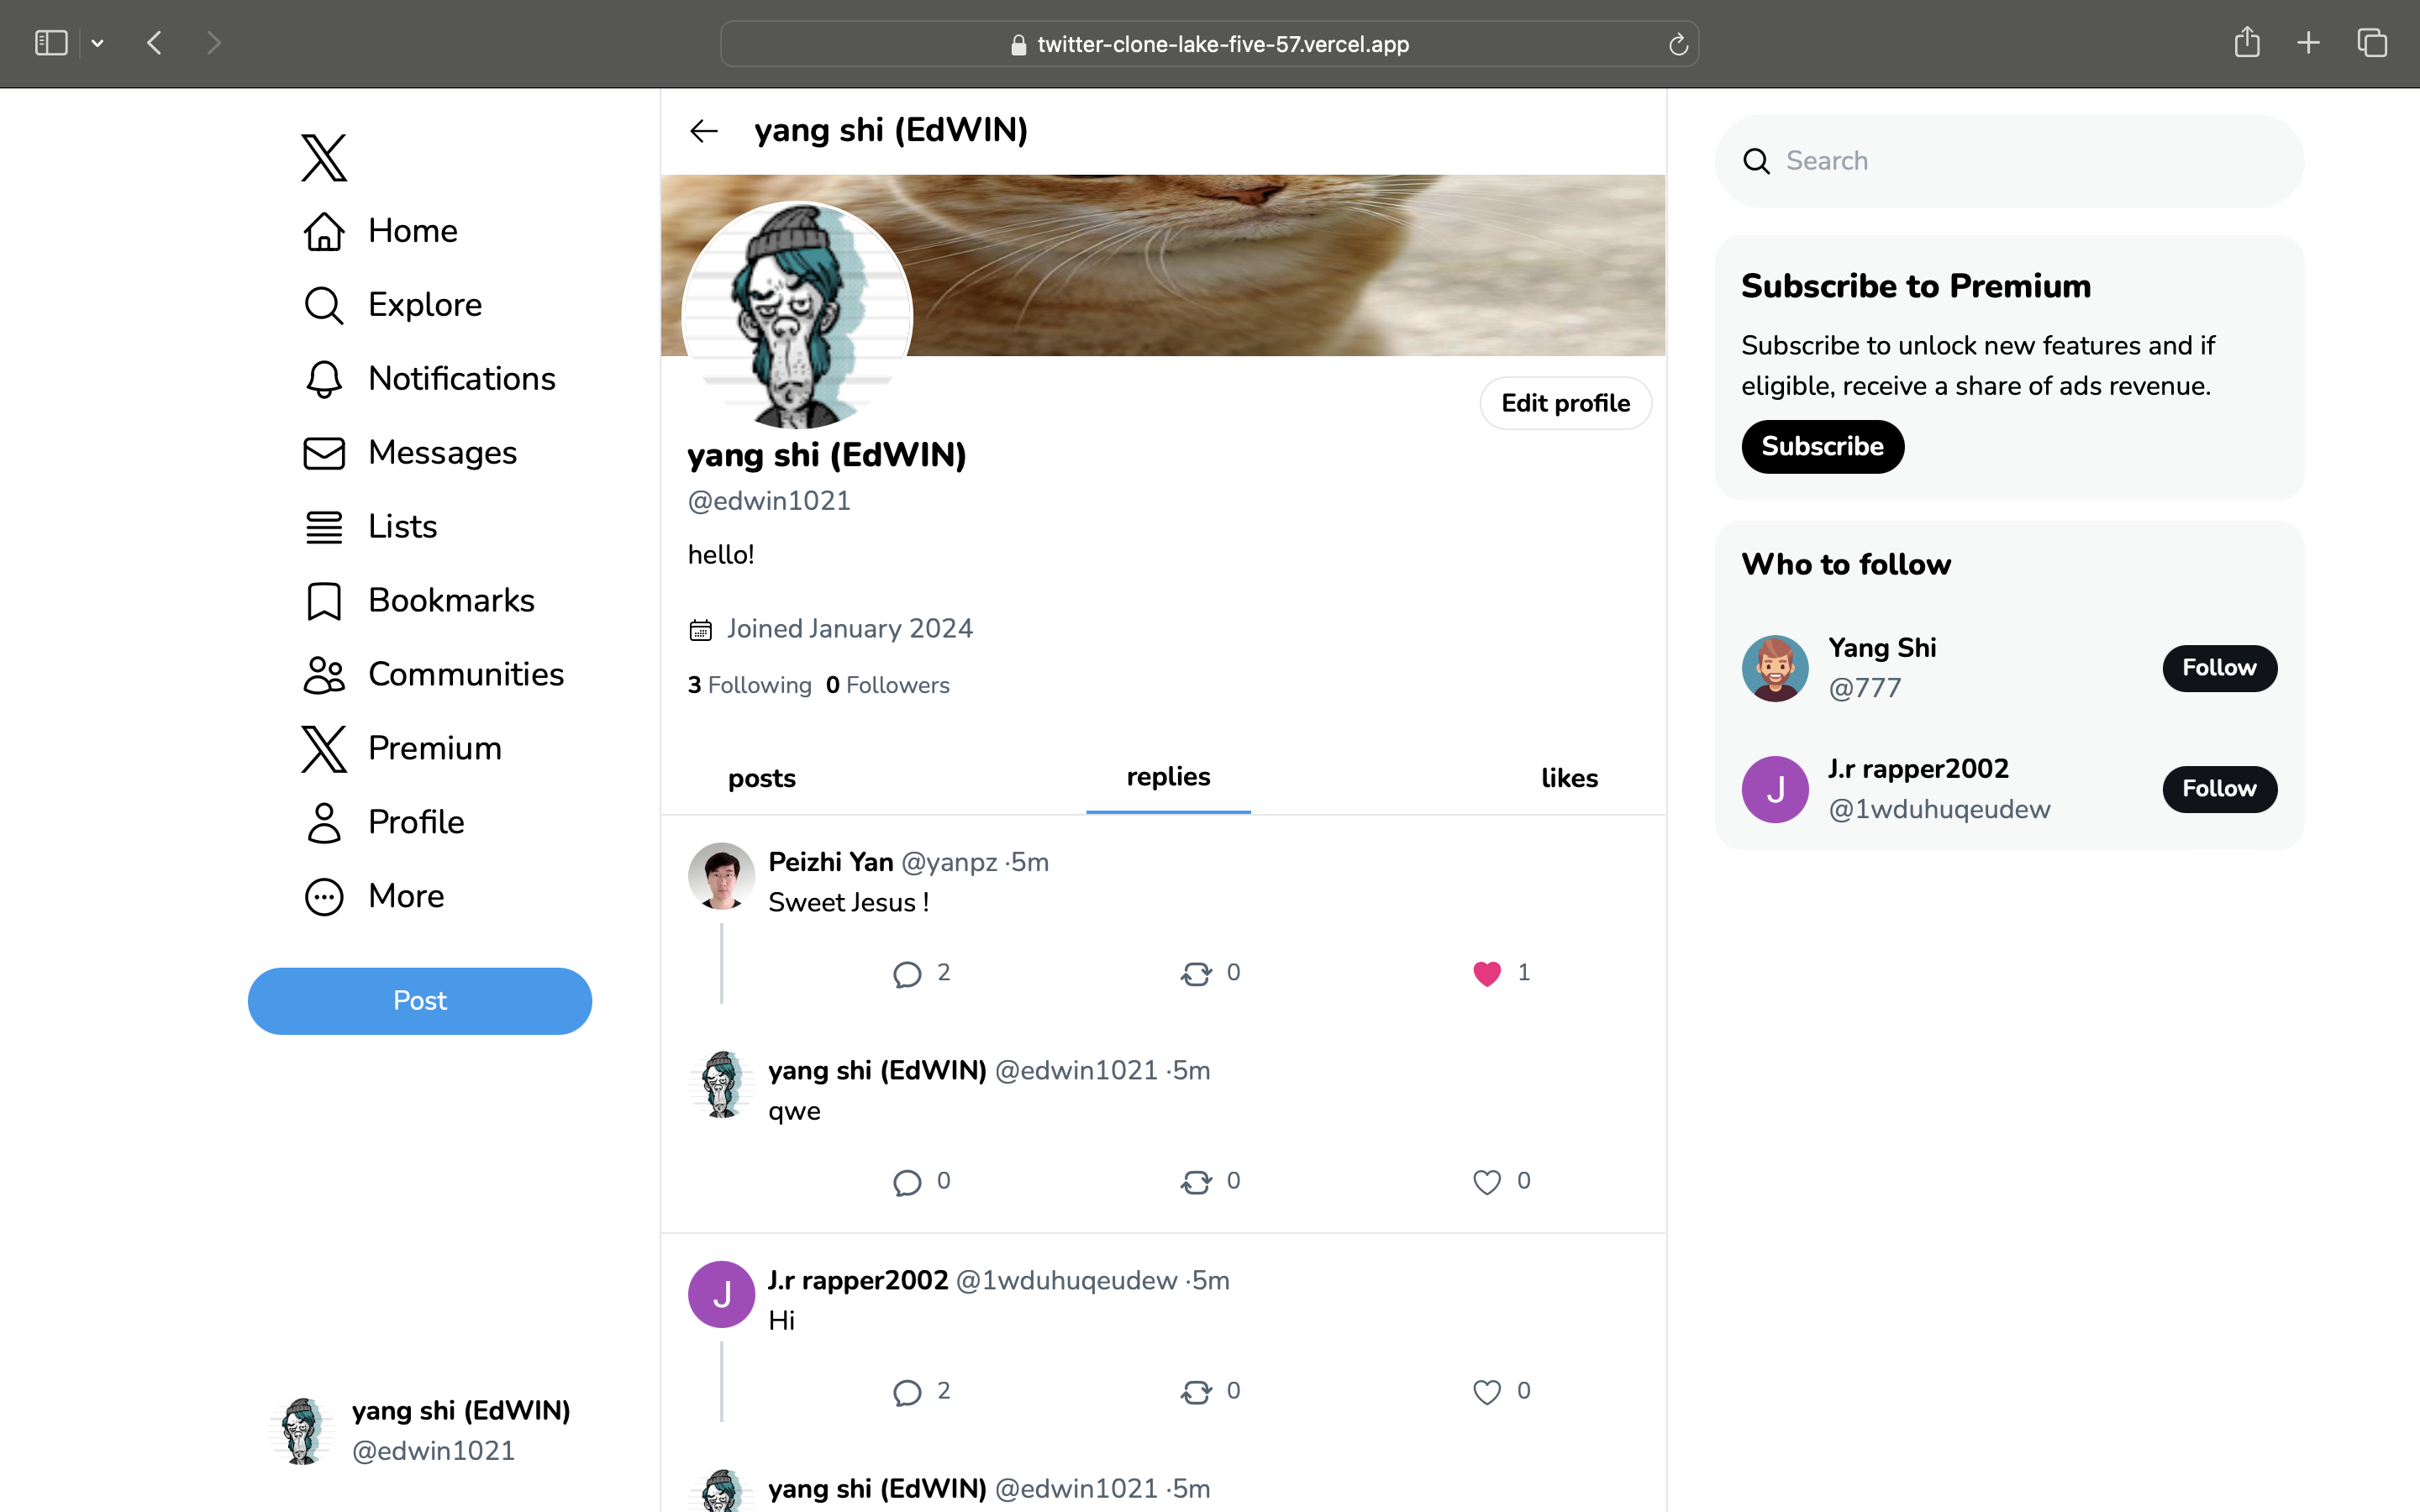 twitter-clone-lake-five-57.vercel.app
Home
Explore
Notifications
Messages
Lists
Bookmarks
Communities
Premium
Profile
More
Post
yang shi (EdWIN)
@edwin1021
yang shi (EdWIN)
Edit profile
yang shi (EdWIN)
@edwin1021
hello!
Joined January 2024
3 Following 0 Followers
posts replies likes
Peizhi Yan @yanpz ·5m
Sweet Jesus !
2 0 1
yang shi (EdWIN) @edwin1021 ·5m
qwe
0 0 0
J
J.r rapper2002 @1wduhuqeudew ·5m
Hi
2 0 0
yang shi (EdWIN) @edwin1021 ·5m
Search
Subscribe to Premium
Subscribe to unlock new features and if
eligible, receive a share of ads revenue.
Subscribe
Who to follow
Yang Shi
@777
Follow
J
J.r rapper2002
@1wduhuqeudew
Follow